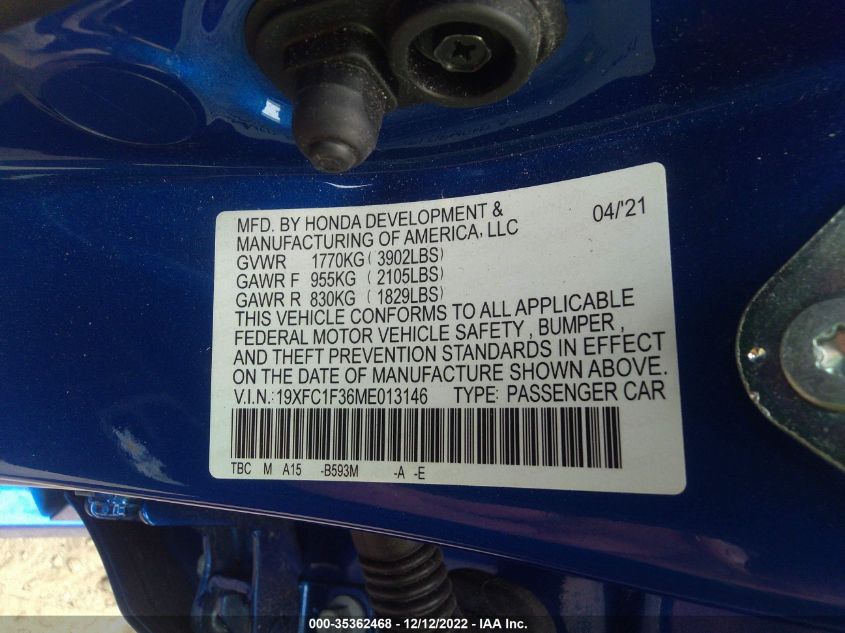 MFD. BY HONDA DEVELOPMENT & 04/'21
MANUFACTURING OF AMERICA, LLC
GVWR 1770KG (3902LBS)
GAWR F 955KG (2105LBS)
GAWR R 830KG (1829LBS)
THIS VEHICLE CONFORMS TO ALL APPLICABLE
FEDERAL MOTOR VEHICLE SAFETY, BUMPER,
AND THEFT PREVENTION STANDARDS IN EFFECT
ON THE DATE OF MANUFACTURE SHOWN ABOVE.
V.I.N.:19XFC1F36ME013146 TYPE: PASSENGER CAR
TBC M A15 -B593M -A -E
000-35362468 - 12/12/2022 - IAA Inc.